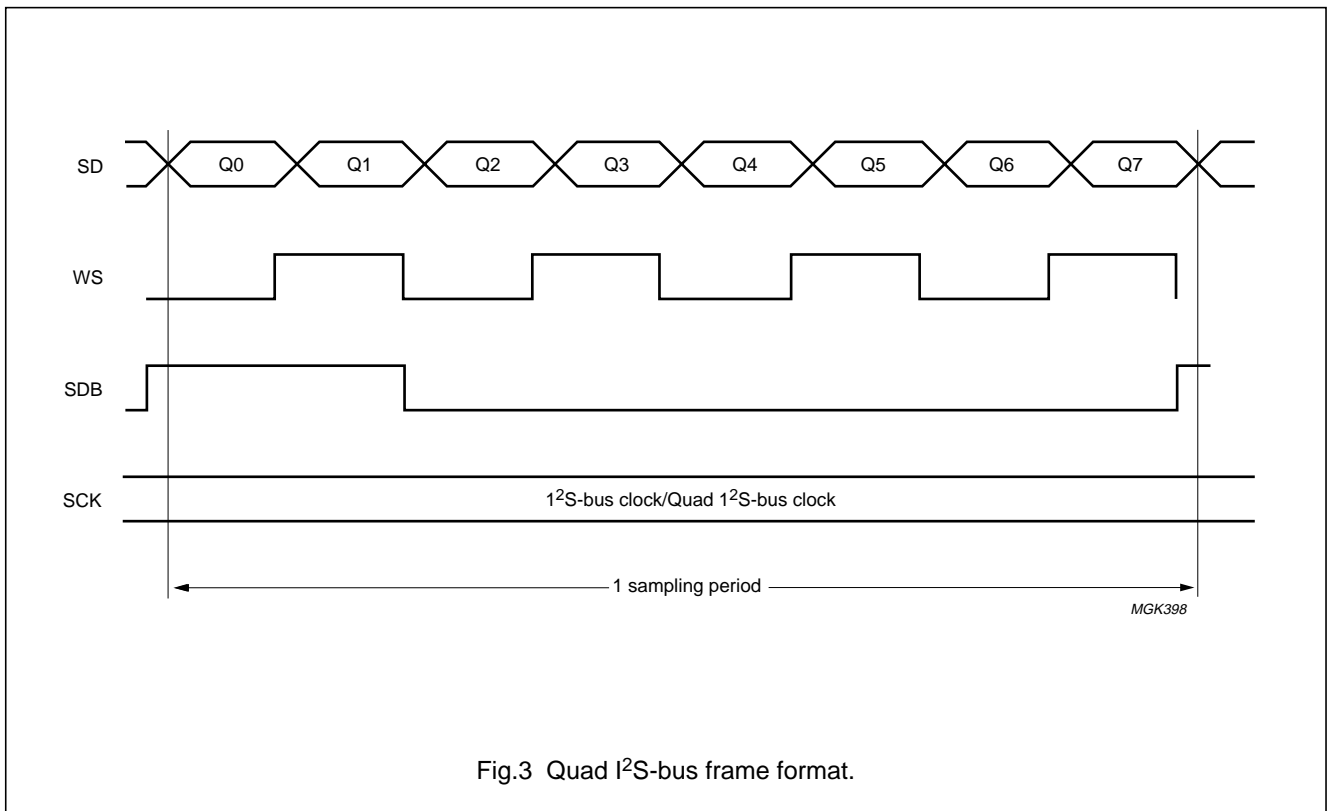 SD Q0 Q1 Q2 Q3 Q4 Q5 Q6 Q7
WS
SDB
SCK 1²S-bus clock/Quad 1²S-bus clock
1 sampling period
MGK398
Fig.3 Quad I²S-bus frame format.